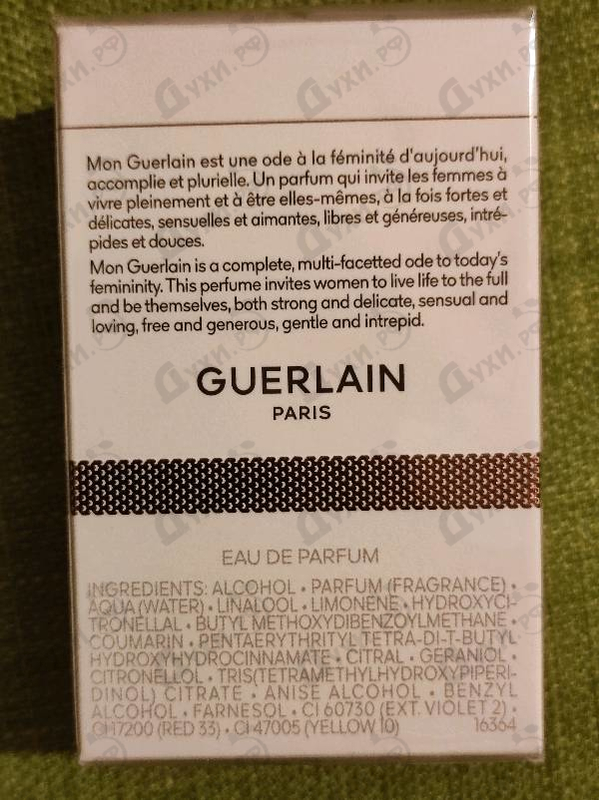 Mon Guerlain est une ode à la féminité d'aujourd'hui,
accomplie et plurielle. Un parfum qui invite les femmes à
vivre pleinement et à être elles-mêmes, à la fois fortes et
délicates, sensuelles et aimantes, libres et généreuses, intré-
pides et douces.
Mon Guerlain is a complete, multi-facetted ode to today's
femininity. This perfume invites women to live life to the full
and be themselves, both strong and delicate, sensual and
loving, free and generous, gentle and intrepid.
GUERLAIN
PARIS
EAU DE PARFUM
INGREDIENTS: ALCOHOL • PARFUM (FRAGRANCE) •
AQUA (WATER) • LINALOOL • LIMONENE • HYDROXYCI-
TRONELLAL • BUTYL METHOXYDIBENZOYLMETHANE •
COUMARIN • PENTAERYTHRITYL TETRA-DI-T-BUTYL
HYDROXYHYDROCINNAMATE • CITRAL • GERANIOL •
CITRONELLOL • TRIS(TETRAMETHYLHYDROXYPIPERI-
DINOL) CITRATE • ANISE ALCOHOL • BENZYL
ALCOHOL • FARNESOL • CI 60730 (EXT. VIOLET 2) •
CI 17200 (RED 33) • CI 47005 (YELLOW 10) 16364
ДУХИ.РФ